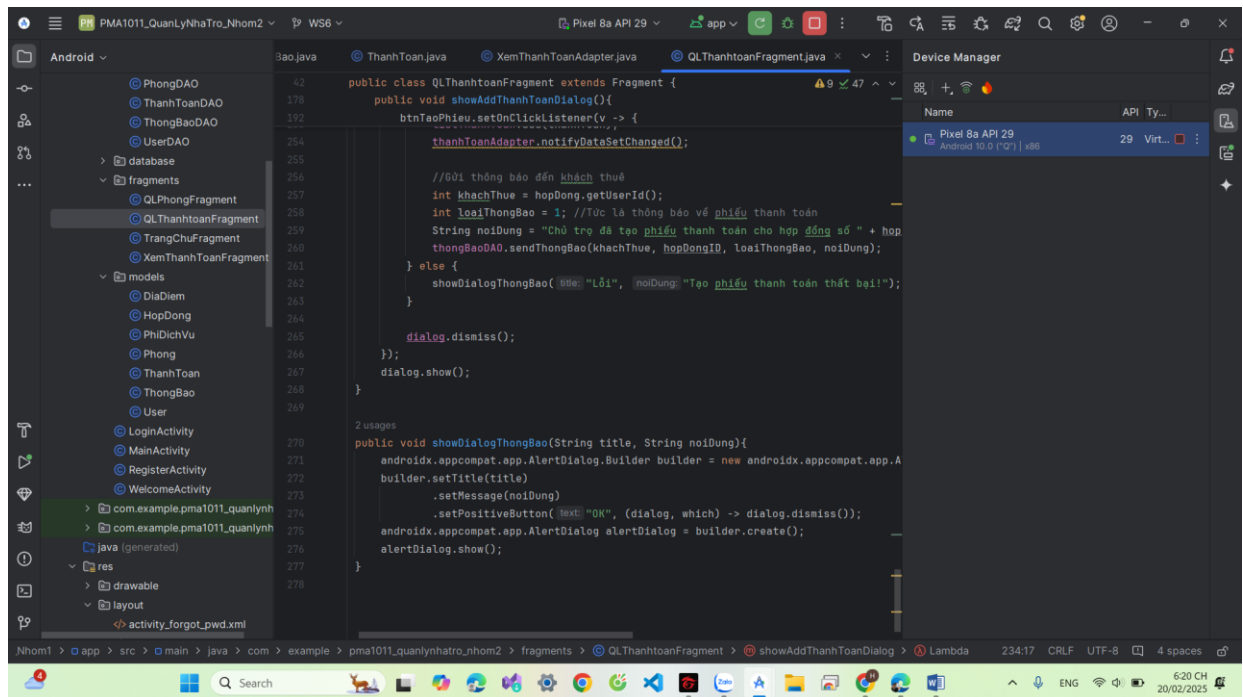 PM PMA1011_QuanLyNhaTro_Nhom2 WS6 Pixel 8a API 29 app
Android
Bao.java ThanhToan.java XemThanhToanAdapter.java QLThanhtoanFragment.java
Device Manager
PhongDAO
ThanhToanDAO
ThongBaoDAO
UserDAO
database
fragments
QLPhongFragment
QLThanhtoanFragment
TrangChuFragment
XemThanhToanFragment
models
DiaDiem
HopDong
PhiDichVu
Phong
ThanhToan
ThongBao
User
LoginActivity
MainActivity
RegisterActivity
WelcomeActivity
com.example.pma1011_quanlynh
com.example.pma1011_quanlynh
java (generated)
res
drawable
layout
activity_forgot_pwd.xml
42 public class QLThanhtoanFragment extends Fragment { 9 47
178 public void showAddThanhToanDialog(){
192 btnTaoPhieu.setOnClickListener(v -> {
254 thanhToanAdapter.notifyDataSetChanged();
255
256 //Gửi thông báo đến khách thuê
257 int khachThue = hopDong.getUserId();
258 int loaiThongBao = 1; //Tức là thông báo về phiếu thanh toán
259 String noiDung = "Chủ trọ đã tạo phiếu thanh toán cho hợp đồng số " + hop
260 thongBaoDAO.sendThongBao(khachThue, hopDongID, loaiThongBao, noiDung);
261 } else {
262 showDialogThongBao( title: "Lỗi", noiDung: "Tạo phiếu thanh toán thất bại!");
263 }
264
265 dialog.dismiss();
266 });
267 dialog.show();
268 }
269
2 usages
270 public void showDialogThongBao(String title, String noiDung){
271 androidx.appcompat.app.AlertDialog.Builder builder = new androidx.appcompat.app.A
272 builder.setTitle(title)
273 .setMessage(noiDung)
274 .setPositiveButton( text: "OK", (dialog, which) -> dialog.dismiss());
275 androidx.appcompat.app.AlertDialog alertDialog = builder.create();
276 alertDialog.show();
277 }
278
Name API Ty...
Pixel 8a API 29 29 Virt...
Android 10.0 ("Q") | x86
Nhom1 > app > src > main > java > com > example > pma1011_quanlynhatro_nhom2 > fragments > QLThanhtoanFragment > showAddThanhToanDialog > Lambda 234:17 CRLF UTF-8 4 spaces
Search
Zalo
ENG
6:20 CH
20/02/2025